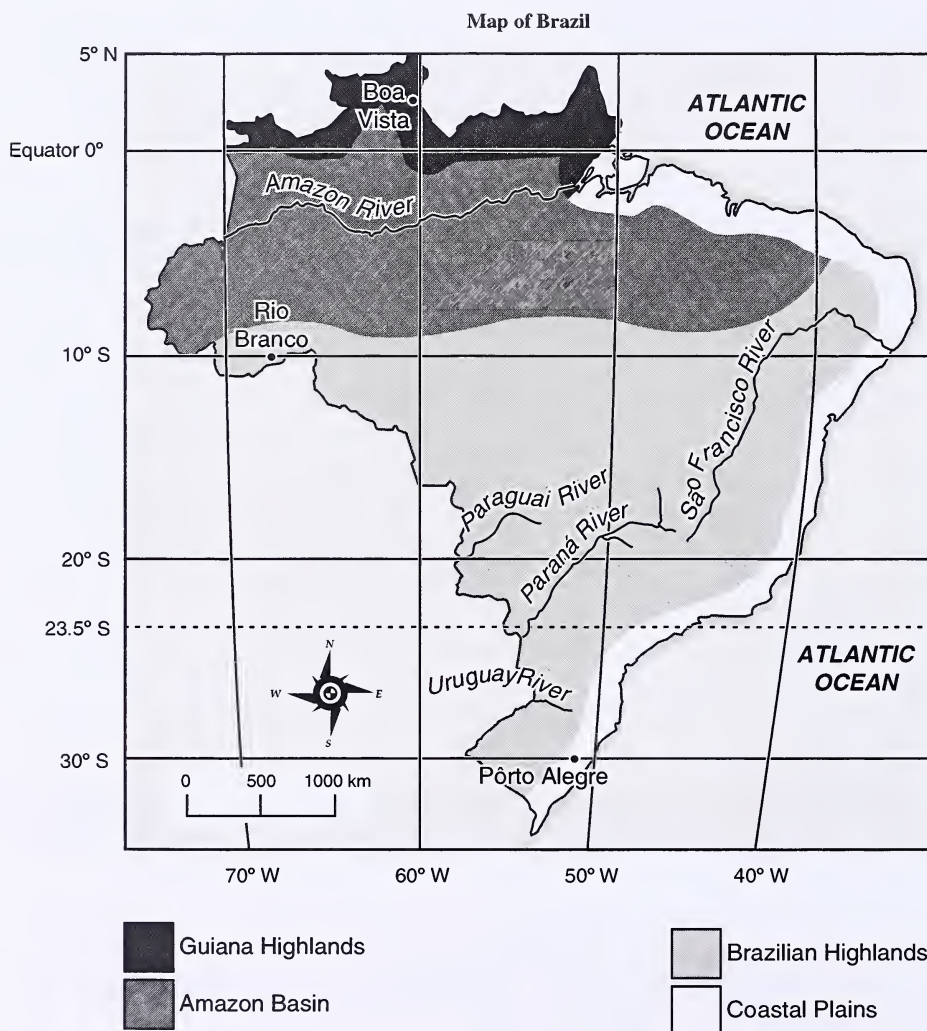 Map of Brazil
5° N
Boa
Vista
ATLANTIC
OCEAN
Equator 0°
Amazon River
Rio
Branco
10° S
São Francisco River
Paraguai River
Paraná River
20° S
23.5° S
ATLANTIC
OCEAN
N
W
E
S
Uruguay River
30° S
0 500 1000 km
Pôrto Alegre
70° W 60° W 50° W 40° W
Guiana Highlands
Brazilian Highlands
Amazon Basin
Coastal Plains